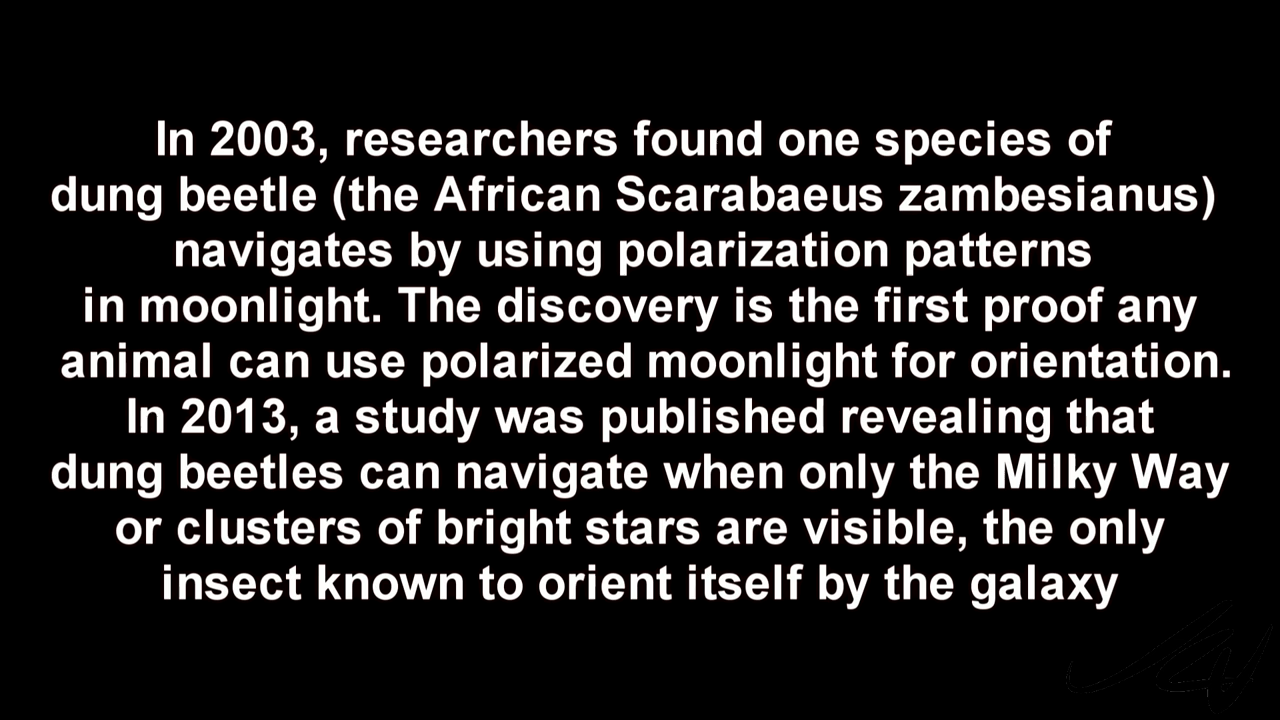 In 2003, researchers found one species of
dung beetle (the African Scarabaeus zambesianus)
navigates by using polarization patterns
in moonlight. The discovery is the first proof any
animal can use polarized moonlight for orientation.
In 2013, a study was published revealing that
dung beetles can navigate when only the Milky Way
or clusters of bright stars are visible, the only
insect known to orient itself by the galaxy